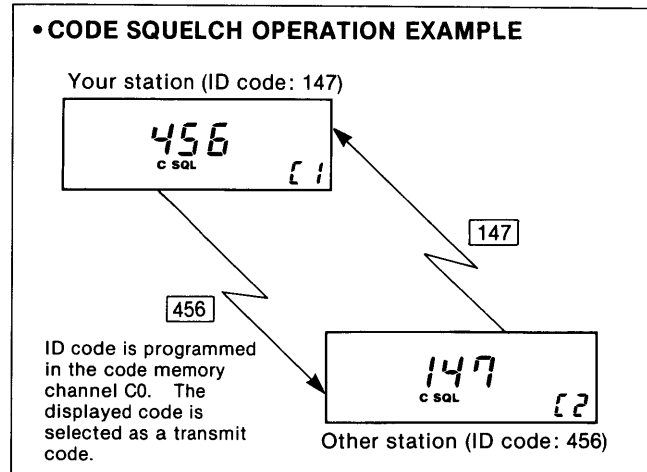 • CODE SQUELCH OPERATION EXAMPLE
Your station (ID code: 147)
456
C SQL
C1
147
456
ID code is programmed
in the code memory
channel C0. The
displayed code is
selected as a transmit
code.
147
C SQL
C2
Other station (ID code: 456)